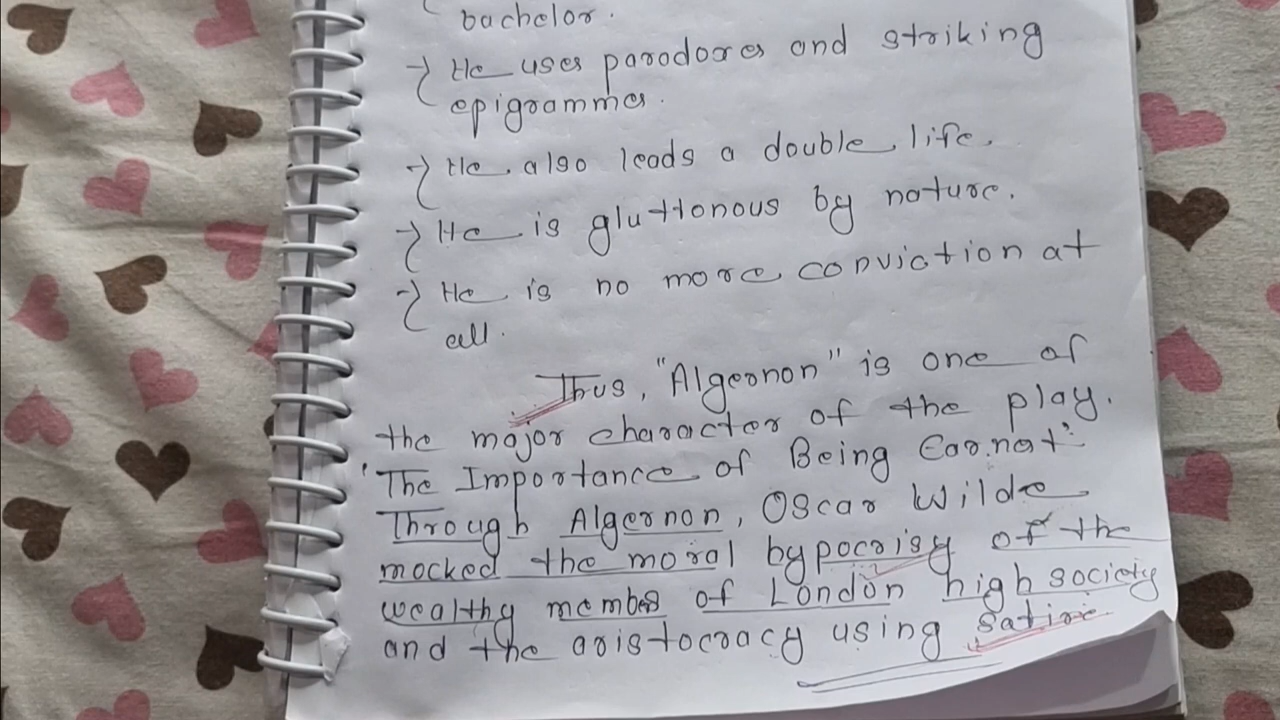 bachelor.
He uses paradoxes and striking
epigrammes.
He also leads a double life.
He is gluttonous by nature.
He is no more conviction at
all.
Thus, "Algernon" is one of
the major character of the play.
'The Importance of Being Earnest'.
Through Algernon, Oscar Wilde
mocked the moral hypocrisy of the
wealthy member of London high society
and the aristocracy using satire